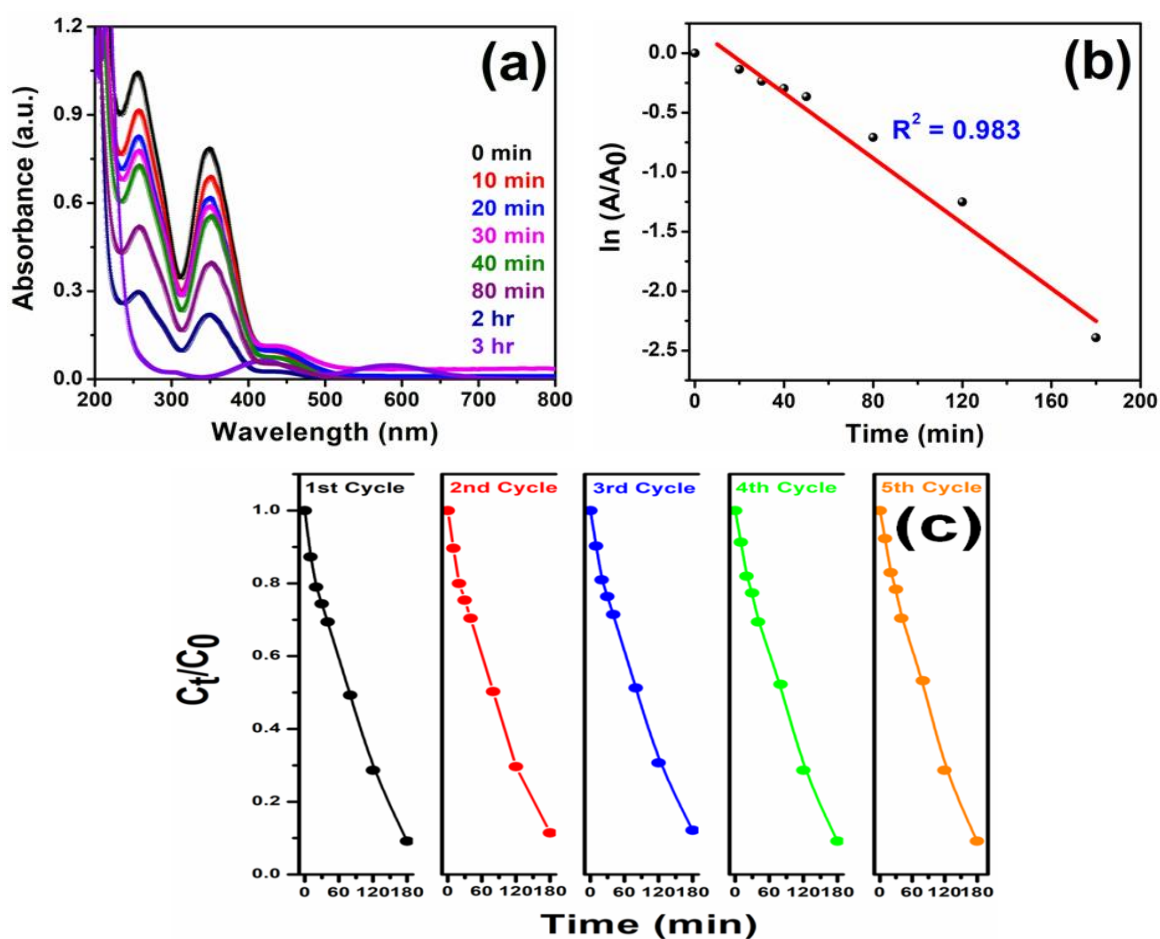 (a)
1.2
0.9
0.6
0.3
0.0
Absorbance (a.u.)
0 min
10 min
20 min
30 min
40 min
80 min
2 hr
3 hr
200 300 400 500 600 700 800
Wavelength (nm)
(b)
0.0
-0.5
-1.0
-1.5
-2.0
-2.5
ln (A/A0)
R² = 0.983
0 40 80 120 160 200
Time (min)
1st Cycle 2nd Cycle 3rd Cycle 4th Cycle 5th Cycle
(c)
1.0
0.8
0.6
0.4
0.2
0.0
Ct/C0
0 60 120 180 0 60 120 180 0 60 120 180 0 60 120 180 0 60 120 180
Time (min)